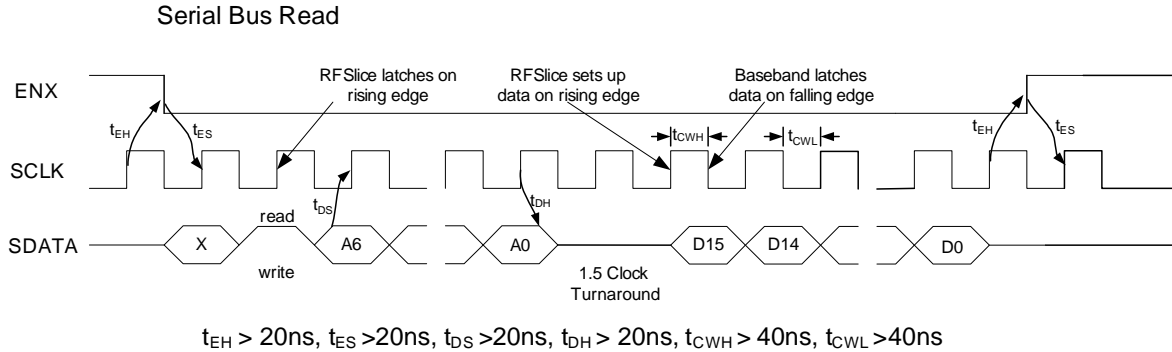 Serial Bus Read
ENX
RFSlice latches on
rising edge
RFSlice sets up
data on rising edge
Baseband latches
data on falling edge
tEH
tES
tCWH
tCWL
tEH
tES
SCLK
tDS
tDH
SDATA
X
read
write
A6
A0
1.5 Clock
Turnaround
D15
D14
D0
tEH > 20ns, tES >20ns, tDS >20ns, tDH > 20ns, tCWH > 40ns, tCWL >40ns